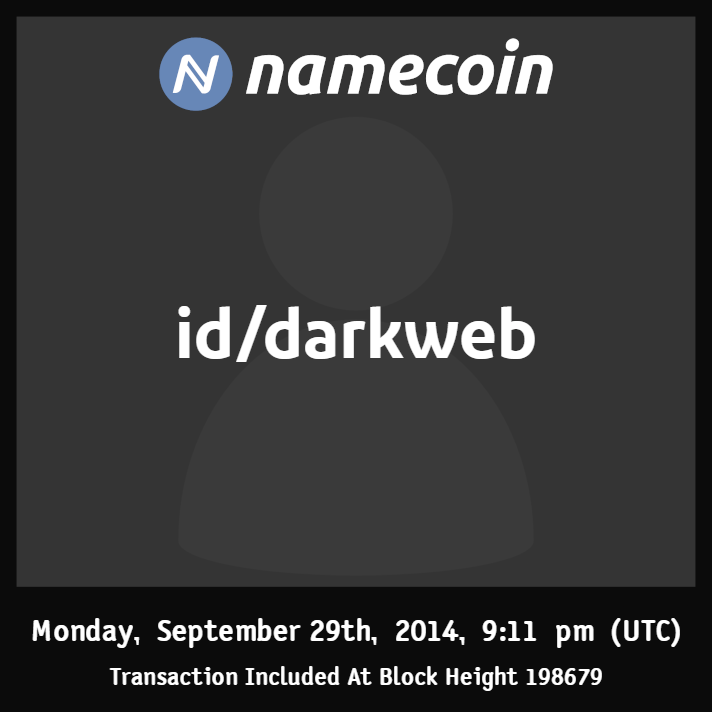 namecoin
id/darkweb
Monday, September 29th, 2014, 9:11 pm (UTC)
Transaction Included At Block Height 198679